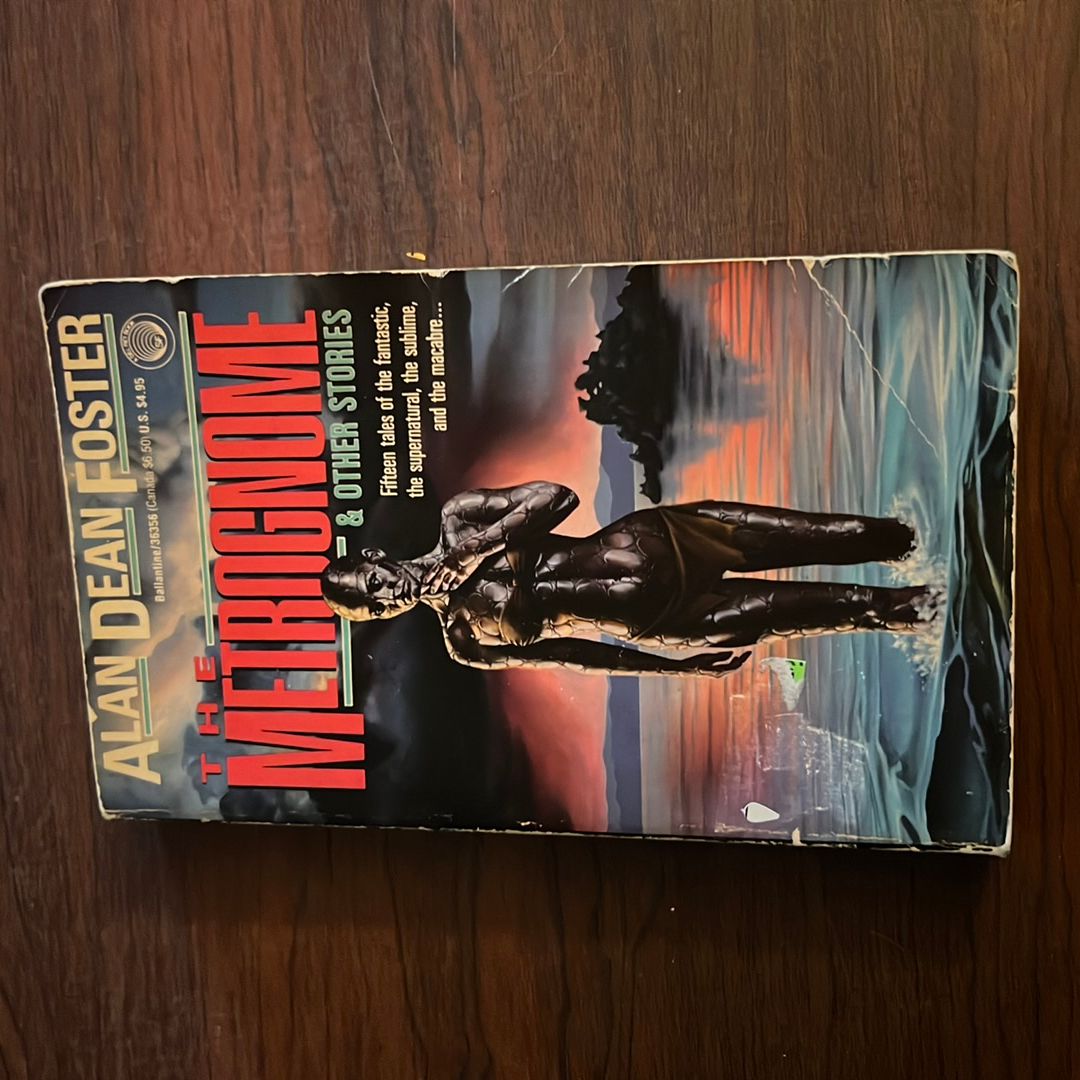 ALAN DEAN FOSTER
Ballantine/36356 (Canada $6.50) U.S. $4.95
THE
METROGNOME
& OTHER STORIES
Fifteen tales of the fantastic,
the supernatural, the sublime,
and the macabre...